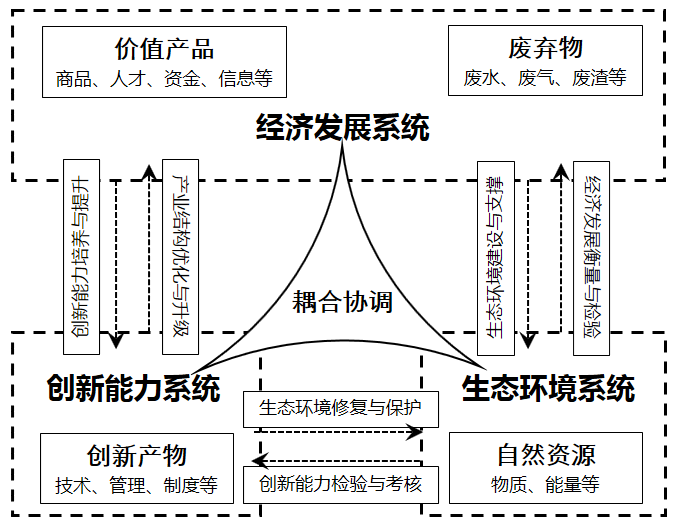 价值产品
商品、人才、资金、信息等
废弃物
废水、废气、废渣等
经济发展系统
创新能力培养与提升
产业结构优化与升级
生态环境建设与支撑
经济发展衡量与检验
耦合协调
创新能力系统
生态环境系统
生态环境修复与保护
创新产物
技术、管理、制度等
创新能力检验与考核
自然资源
物质、能量等